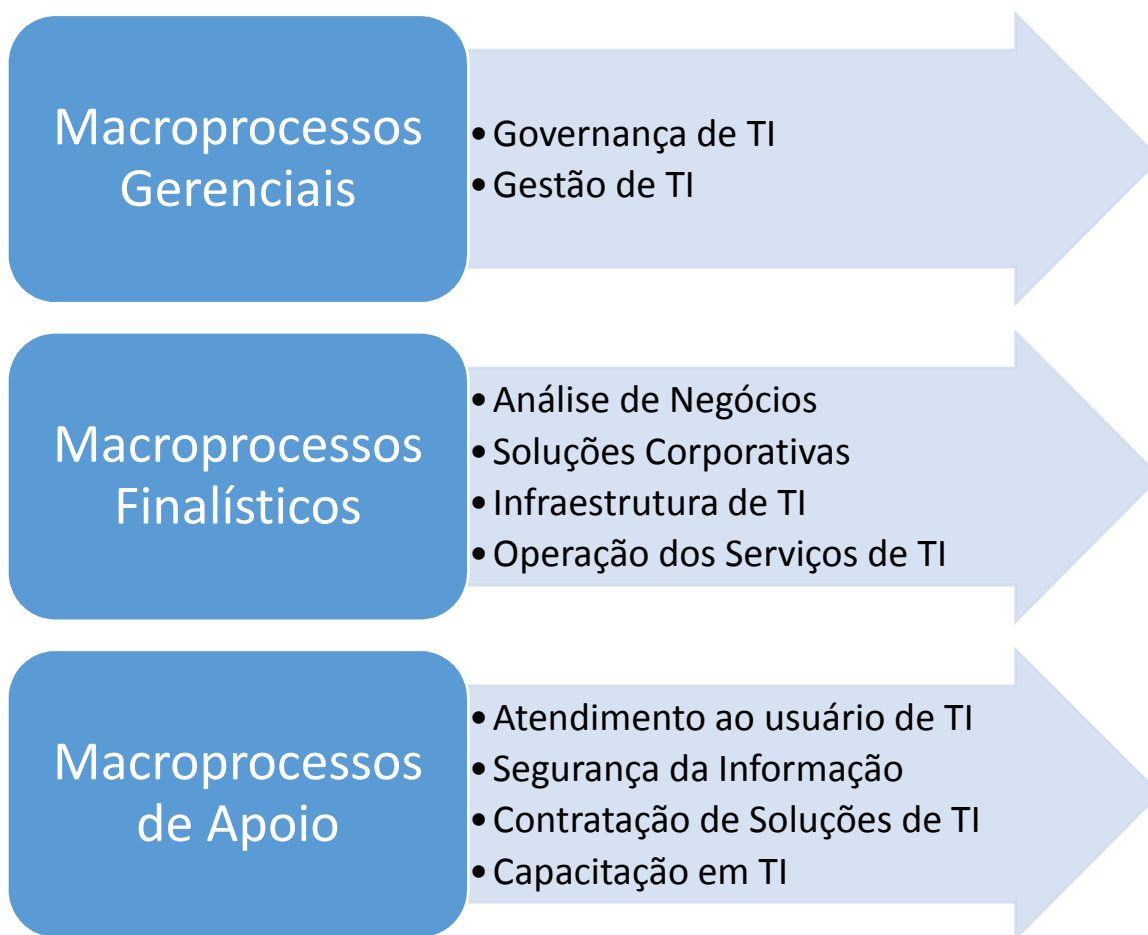 Macroprocessos
Gerenciais
• Governança de TI
• Gestão de TI
Macroprocessos
Finalísticos
• Análise de Negócios
• Soluções Corporativas
• Infraestrutura de TI
• Operação dos Serviços de TI
Macroprocessos
de Apoio
• Atendimento ao usuário de TI
• Segurança da Informação
• Contratação de Soluções de TI
• Capacitação em TI